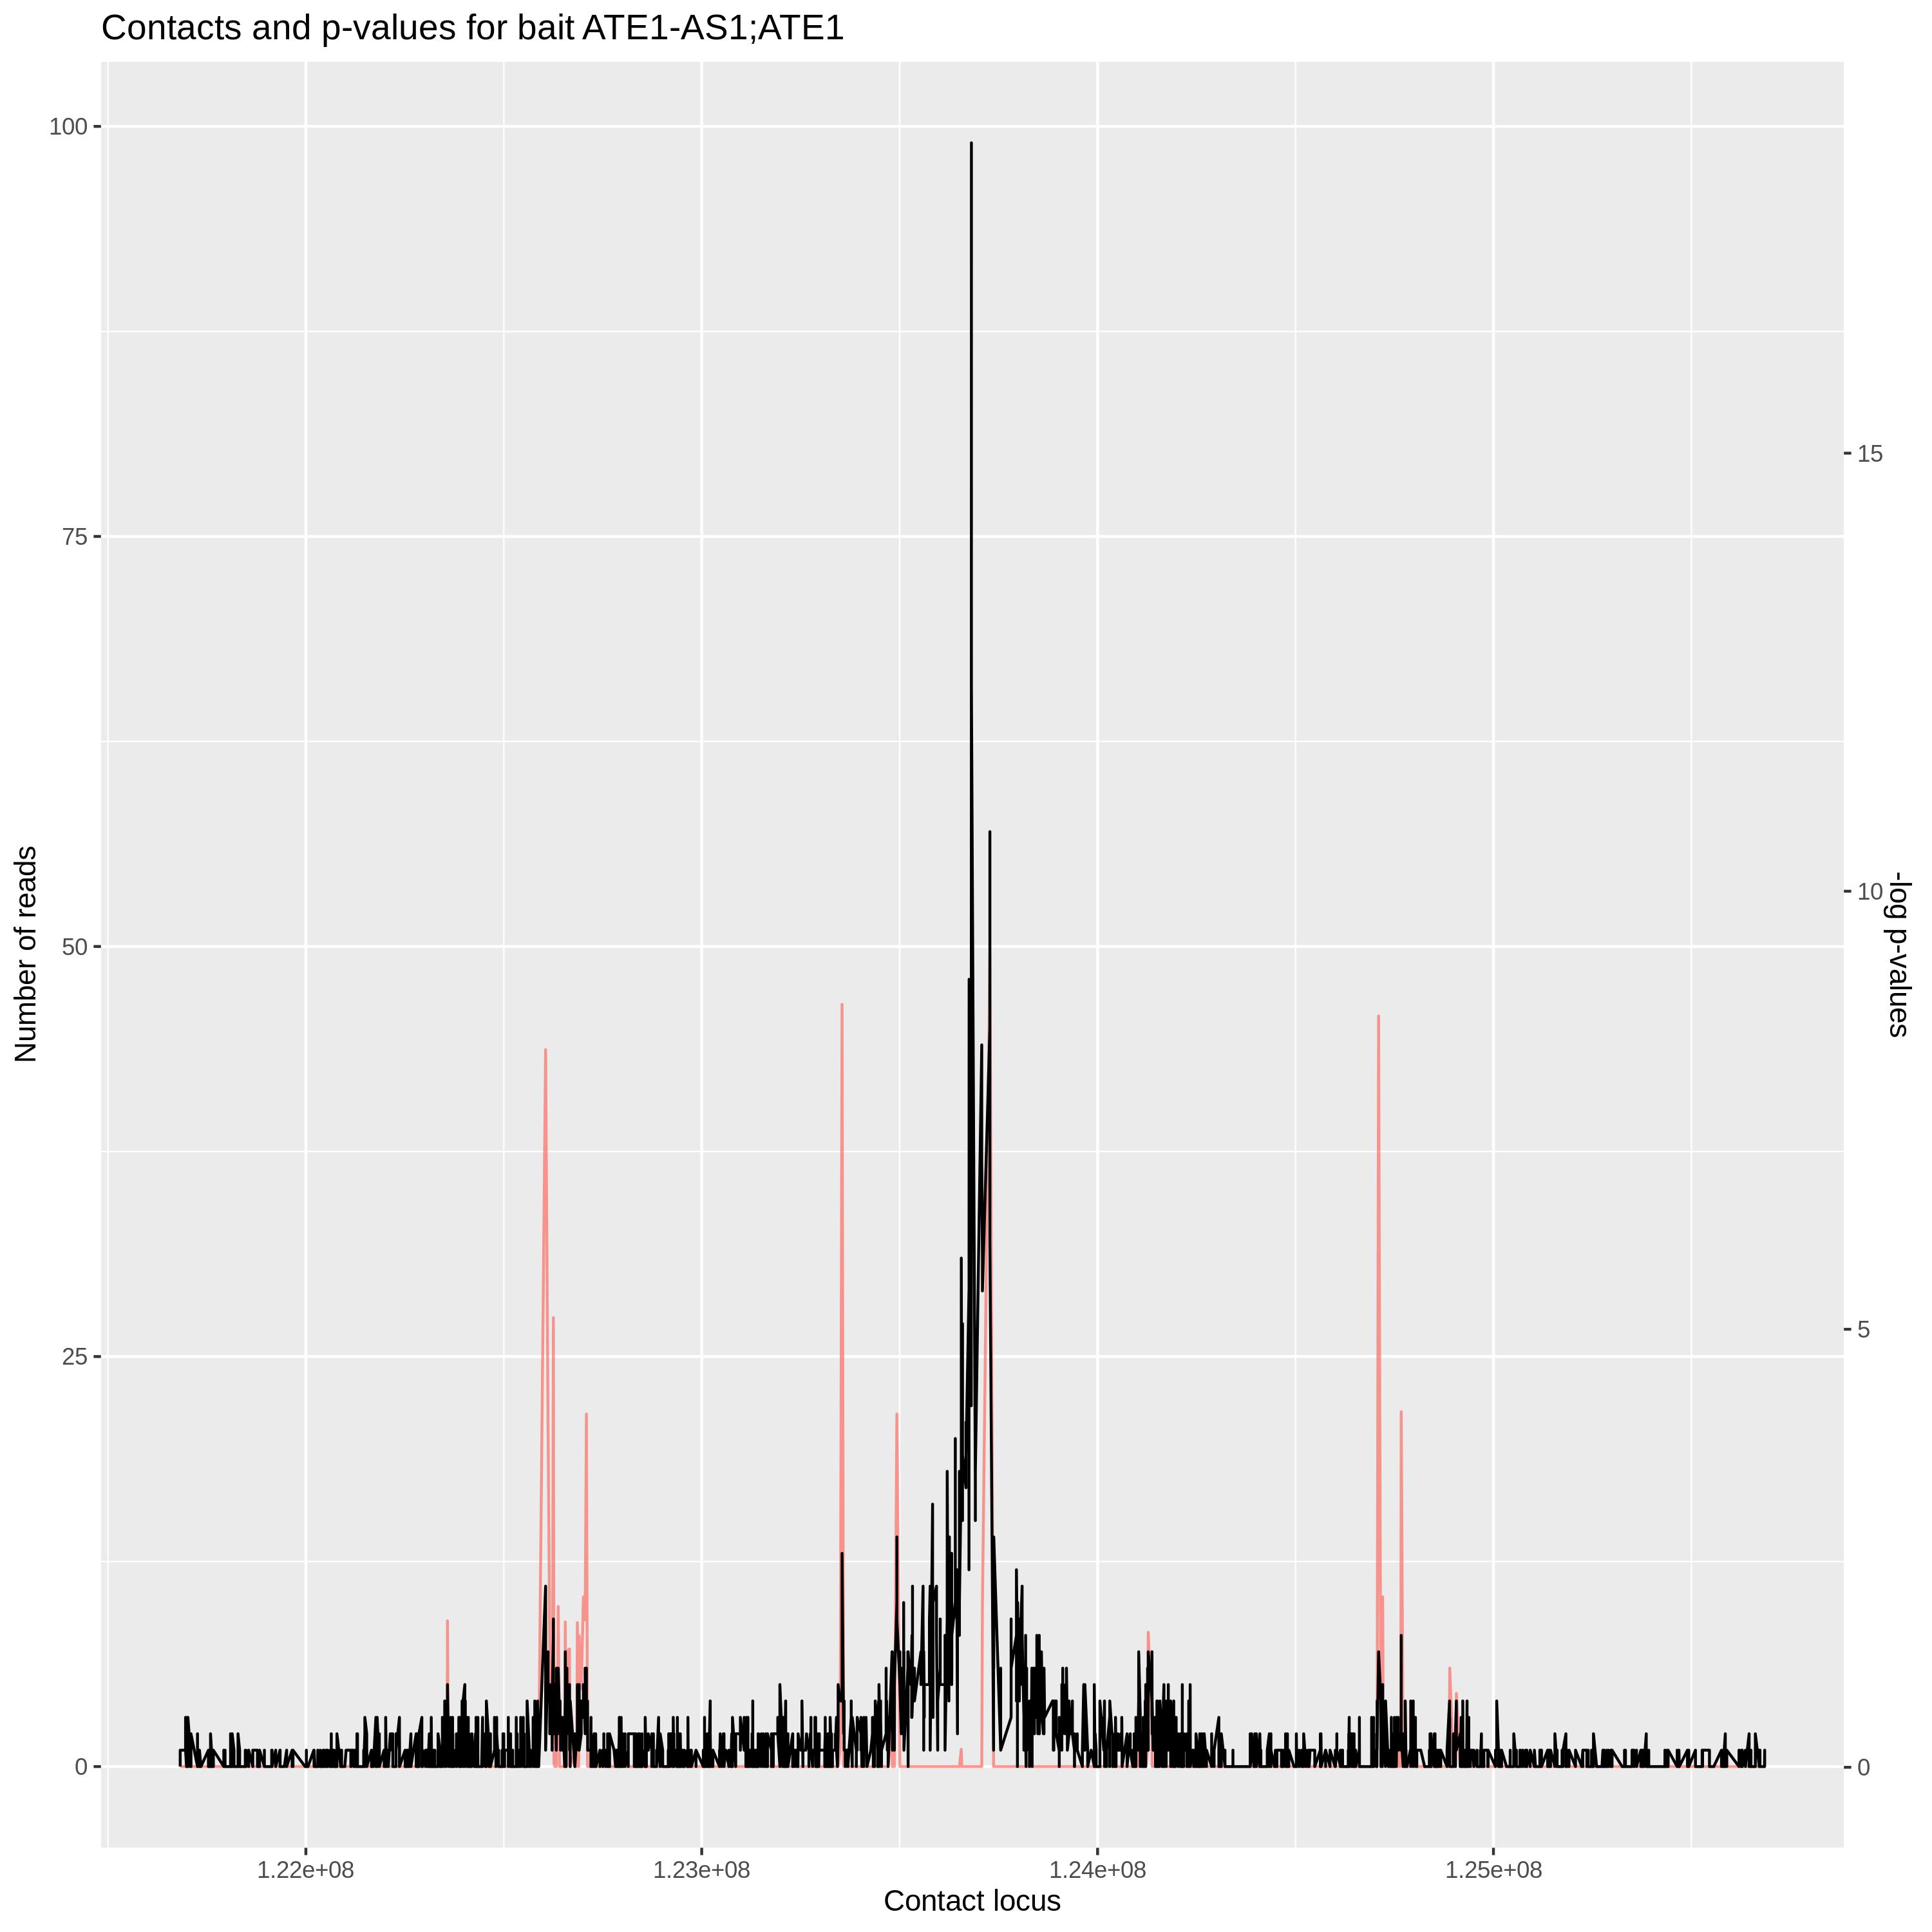 Contacts and p-values for bait ATE1-AS1;ATE1
100
75
50
25
0
Number of reads
15
10
5
0
-log p-values
1.22e+08
1.23e+08
1.24e+08
1.25e+08
Contact locus